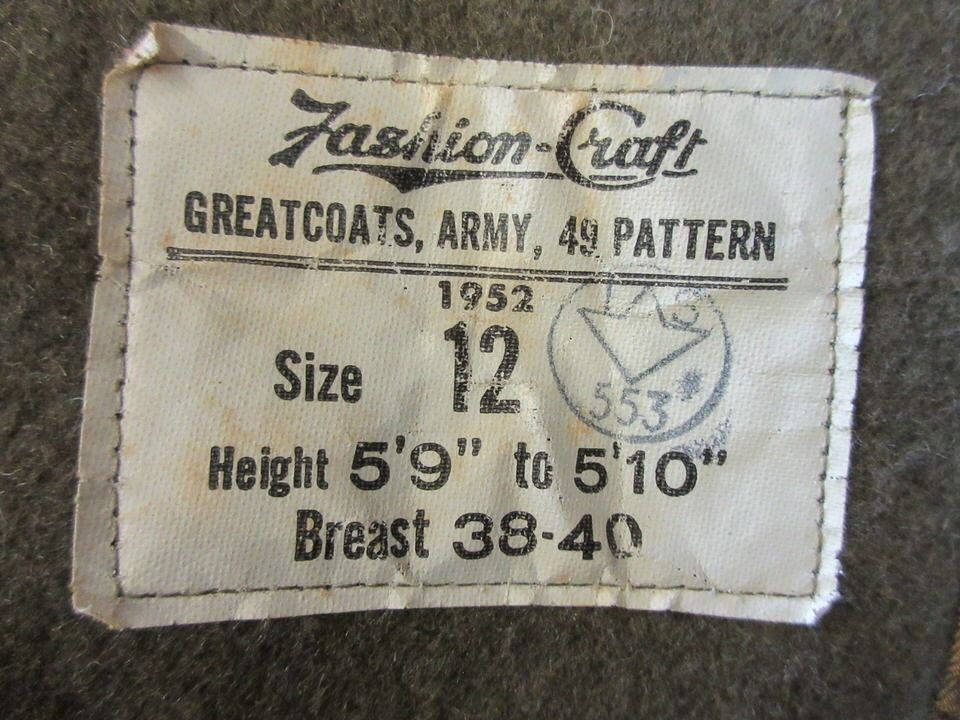 Fashion-Craft
GREATCOATS, ARMY, 49 PATTERN
1952
Size 12
553*
Height 5'9" to 5'10"
Breast 38-40